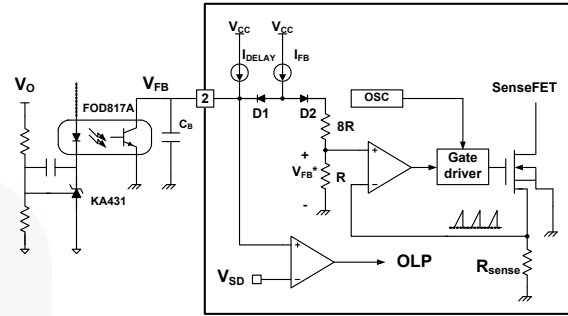 VCC VCC
IDELAY IFB
VO FOD817A VFB 2 D1 D2 OSC SenseFET
CB 8R
+
VFB* R
-
+
-
Gate
driver
KA431
+
VSD - OLP Rsense